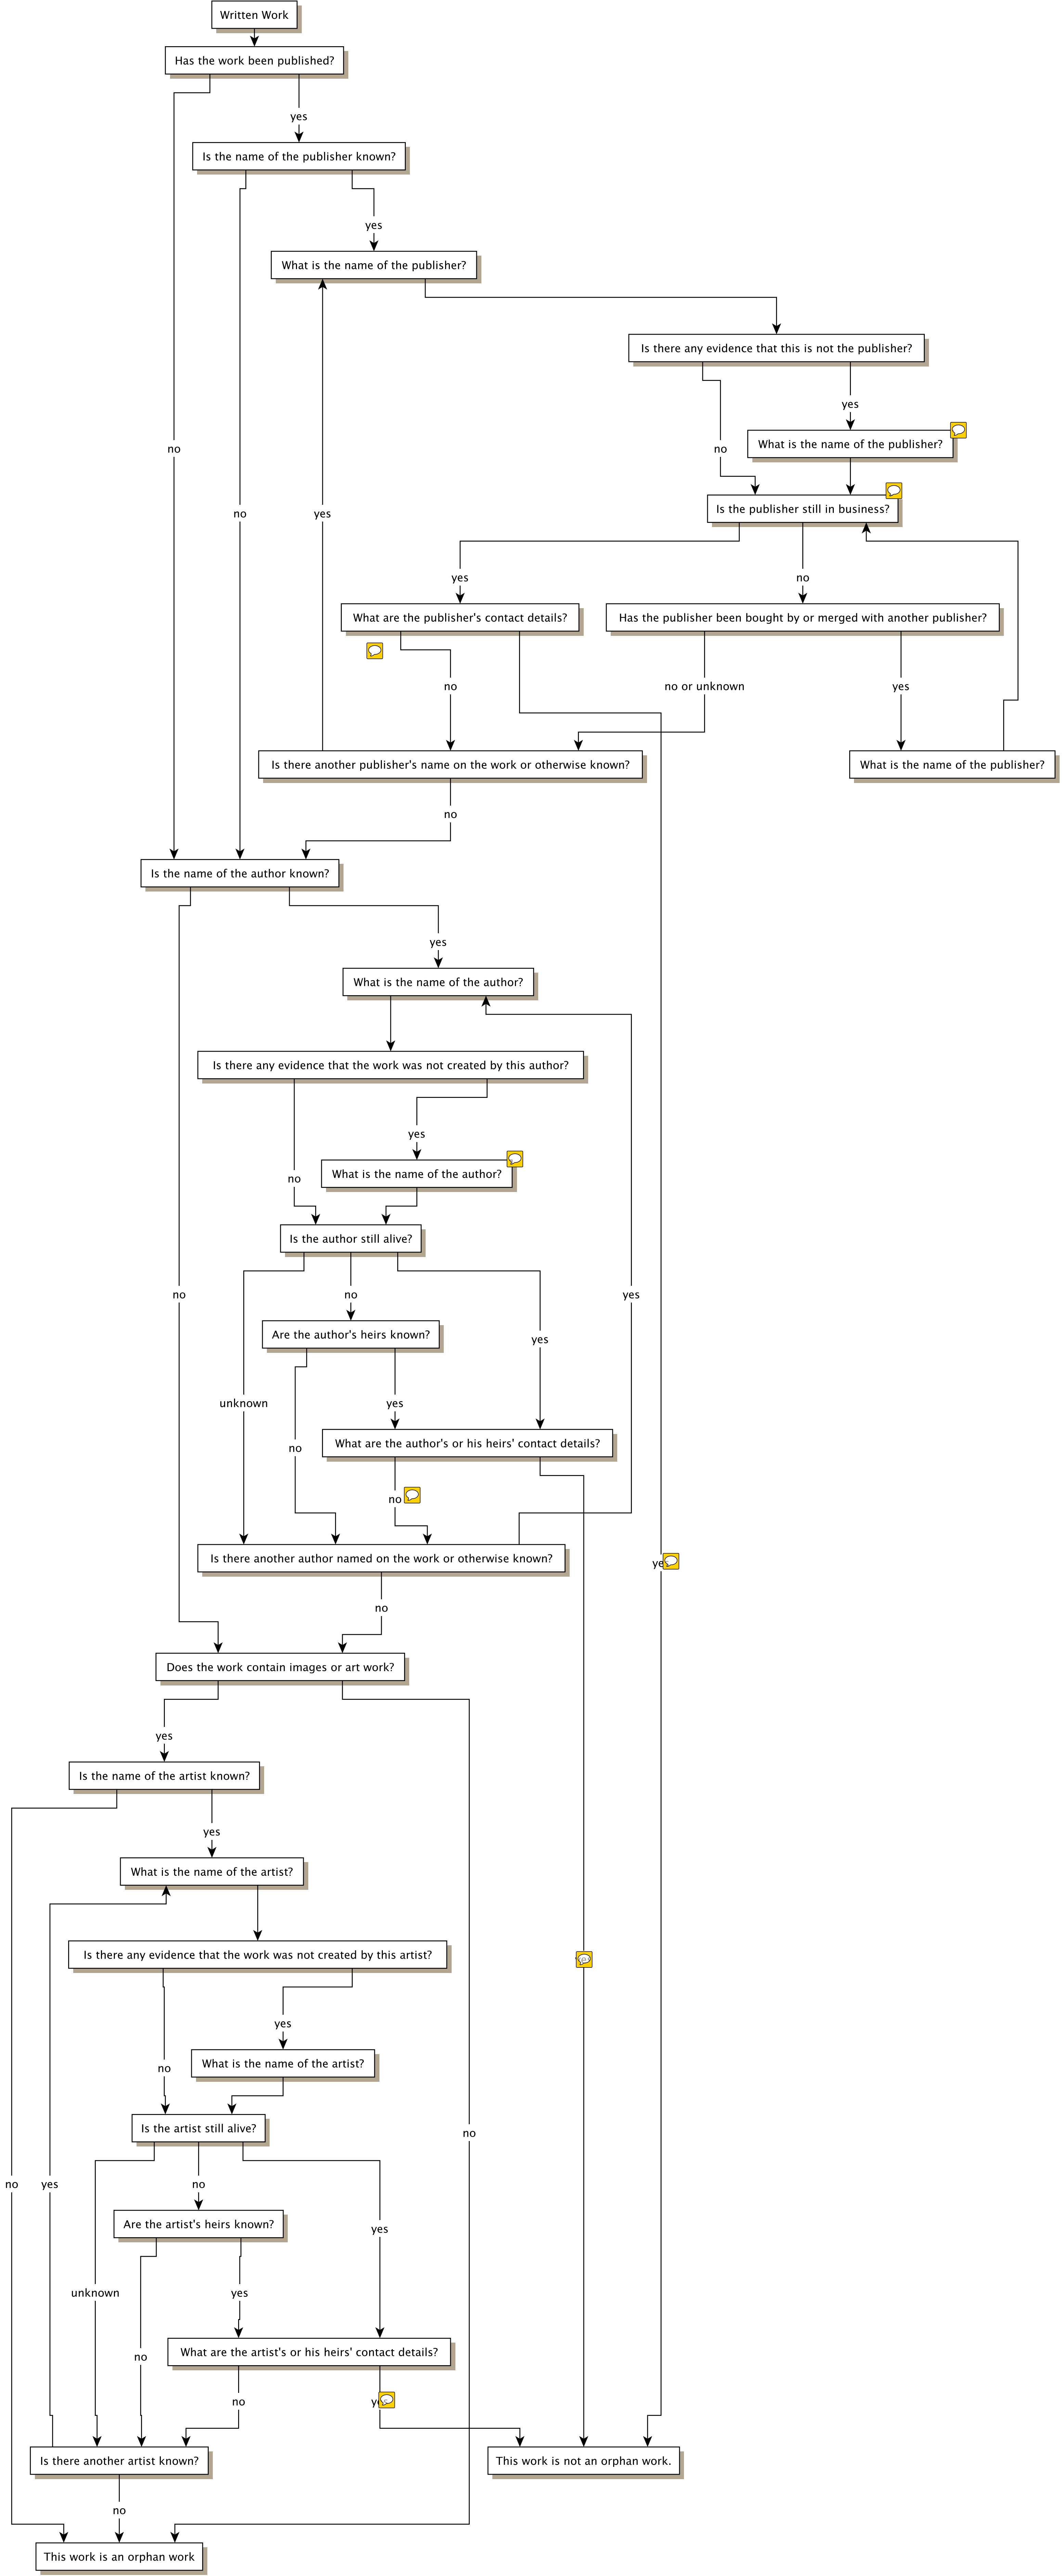 Written Work
Has the work been published?
yes
Is the name of the publisher known?
yes
What is the name of the publisher?
Is there any evidence that this is not the publisher?
yes
What is the name of the publisher?
no
no
Is the publisher still in business?
no
yes
yes
no
What are the publisher's contact details?
Has the publisher been bought by or merged with another publisher?
no
no or unknown
yes
Is there another publisher's name on the work or otherwise known?
What is the name of the publisher?
no
Is the name of the author known?
yes
What is the name of the author?
Is there any evidence that the work was not created by this author?
yes
What is the name of the author?
no
Is the author still alive?
no
no
yes
Are the author's heirs known?
yes
unknown
yes
What are the author's or his heirs' contact details?
no
no
Is there another author named on the work or otherwise known?
yes
no
Does the work contain images or art work?
yes
Is the name of the artist known?
yes
What is the name of the artist?
Is there any evidence that the work was not created by this artist?
yes
What is the name of the artist?
no
Is the artist still alive?
no
no
yes
no
Are the artist's heirs known?
yes
unknown
yes
What are the artist's or his heirs' contact details?
no
no
yes
Is there another artist known?
This work is not an orphan work.
no
This work is an orphan work